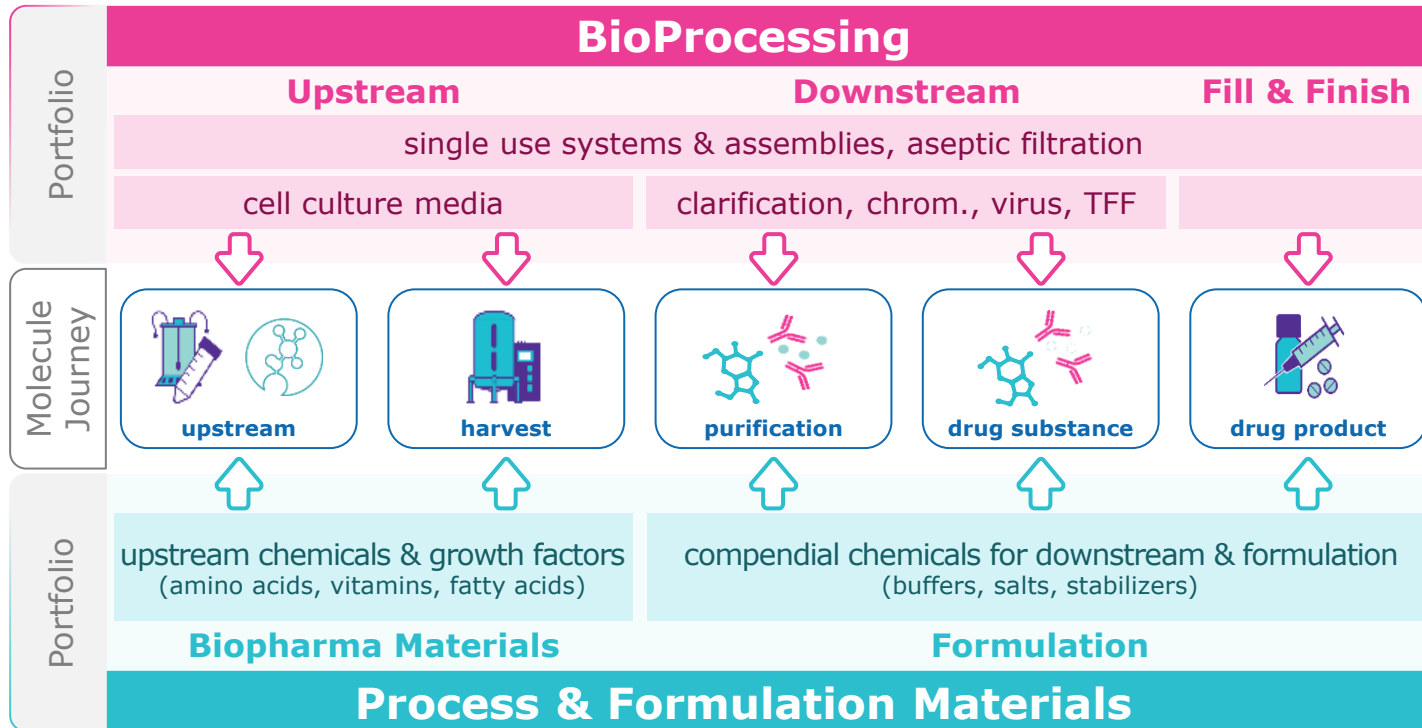 BioProcessing
Portfolio
Upstream
Downstream
Fill & Finish
single use systems & assemblies, aseptic filtration
cell culture media
clarification, chrom., virus, TFF
Molecule
Journey
upstream
harvest
purification
drug substance
drug product
Portfolio
upstream chemicals & growth factors
(amino acids, vitamins, fatty acids)
compendial chemicals for downstream & formulation
(buffers, salts, stabilizers)
Biopharma Materials
Formulation
Process & Formulation Materials